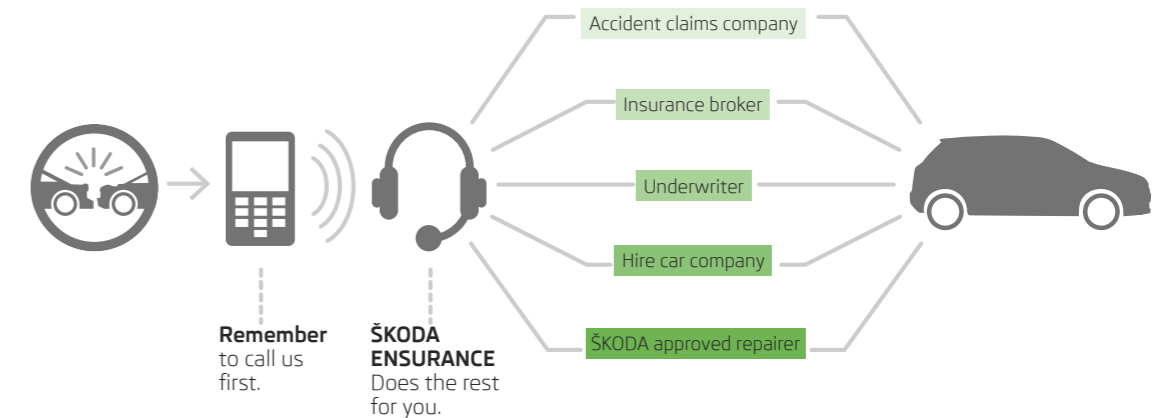 Accident claims company
Insurance broker
Underwriter
Hire car company
ŠKODA approved repairer
Remember
to call us
first.
ŠKODA
ENSURANCE
Does the rest
for you.